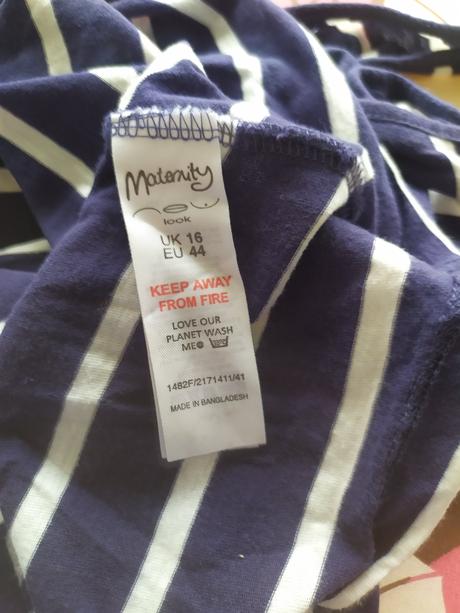 Maternity
new
look
UK 16
EU 44
KEEP AWAY
FROM FIRE
LOVE OUR
PLANET WASH
ME@
1482F/2171411/41
MADE IN BANGLADESH